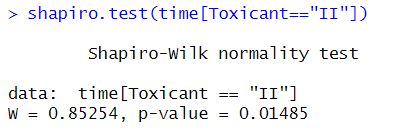 > shapiro.test(time[Toxicant=="II"])
Shapiro-Wilk normality test
data:  time[Toxicant == "II"]
W = 0.85254, p-value = 0.01485